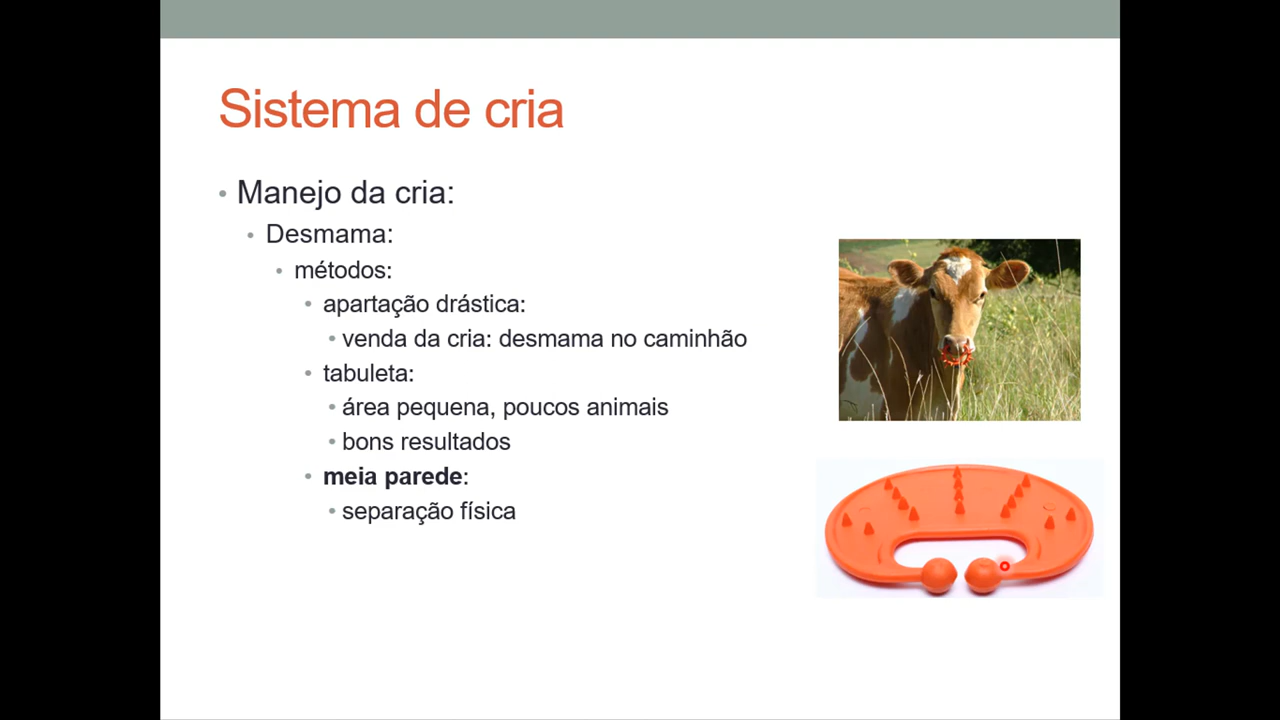 Sistema de cria
• Manejo da cria:
• Desmama:
• métodos:
• apartação drástica:
• venda da cria: desmama no caminhão
• tabuleta:
• área pequena, poucos animais
• bons resultados
• meia parede:
• separação física